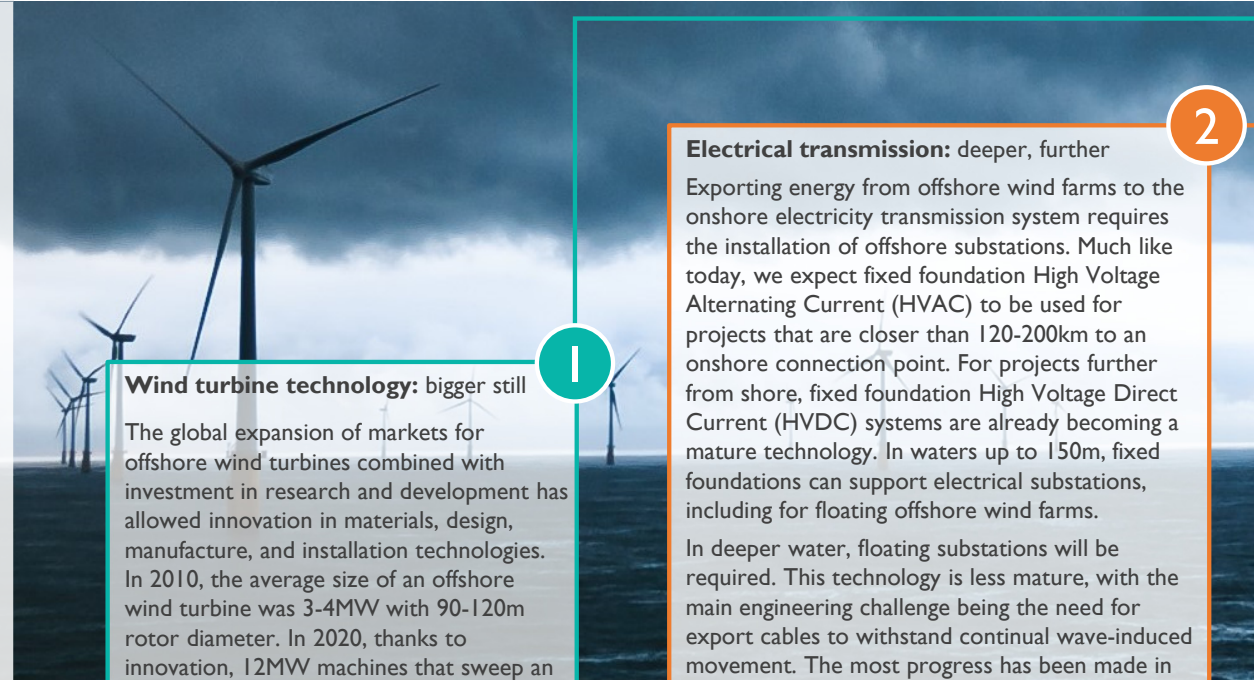 1
Wind turbine technology: bigger still
The global expansion of markets for
offshore wind turbines combined with
investment in research and development has
allowed innovation in materials, design,
manufacture, and installation technologies.
In 2010, the average size of an offshore
wind turbine was 3-4MW with 90-120m
rotor diameter. In 2020, thanks to
innovation, 12MW machines that sweep an
2
Electrical transmission: deeper, further
Exporting energy from offshore wind farms to the
onshore electricity transmission system requires
the installation of offshore substations. Much like
today, we expect fixed foundation High Voltage
Alternating Current (HVAC) to be used for
projects that are closer than 120-200km to an
onshore connection point. For projects further
from shore, fixed foundation High Voltage Direct
Current (HVDC) systems are already becoming a
mature technology. In waters up to 150m, fixed
foundations can support electrical substations,
including for floating offshore wind farms.
In deeper water, floating substations will be
required. This technology is less mature, with the
main engineering challenge being the need for
export cables to withstand continual wave-induced
movement. The most progress has been made in